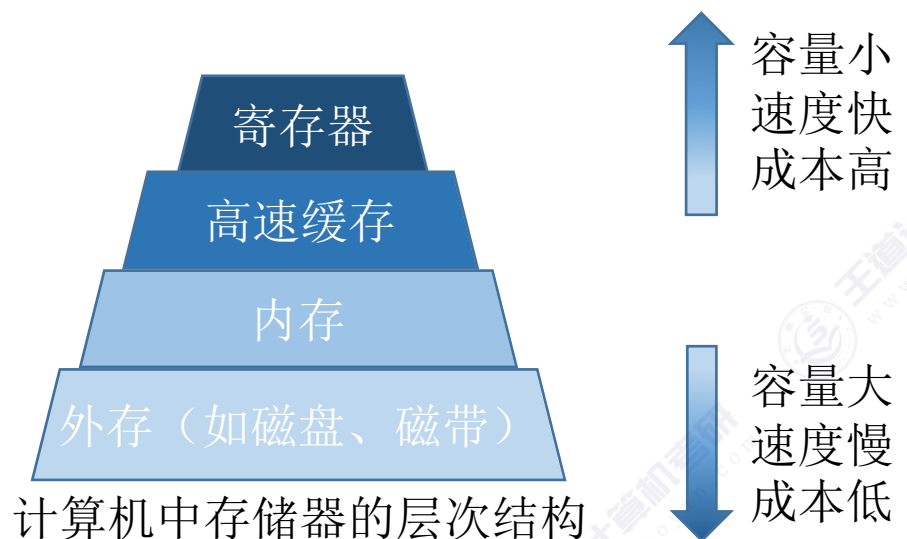 寄存器
高速缓存
内存
外存（如磁盘、磁带）
计算机中存储器的层次结构
容量小
速度快
成本高
容量大
速度慢
成本低